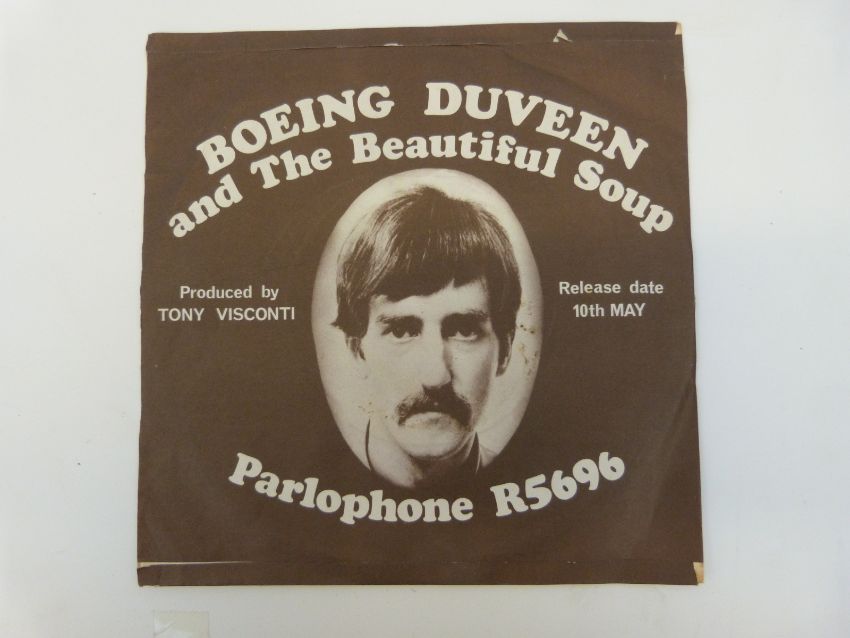 BOEING DUVEEN
and The Beautiful Soup
Produced by
TONY VISCONTI
Release date
10th MAY
Parlophone R5696